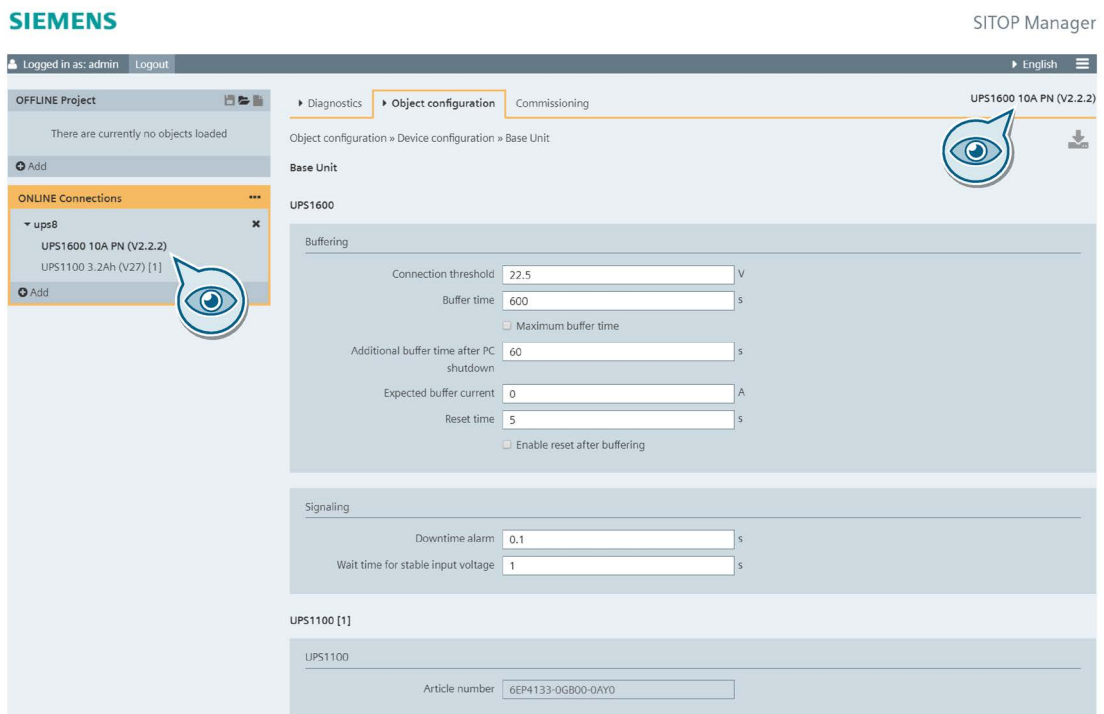 SIEMENS
SITOP Manager
Logged in as: admin Logout
English
OFFLINE Project
There are currently no objects loaded
Add
ONLINE Connections
ups8
UPS1600 10A PN (V2.2.2)
UPS1100 3.2Ah (V27) [1]
Add
Diagnostics Object configuration Commissioning
UPS1600 10A PN (V2.2.2)
Object configuration » Device configuration » Base Unit
Base Unit
UPS1600
Buffering
Connection threshold 22.5 V
Buffer time 600 s
Maximum buffer time
Additional buffer time after PC 60 s
shutdown
Expected buffer current 0 A
Reset time 5 s
Enable reset after buffering
Signaling
Downtime alarm 0.1 s
Wait time for stable input voltage 1 s
UPS1100 [1]
UPS1100
Article number 6EP4133-0GB00-0AY0